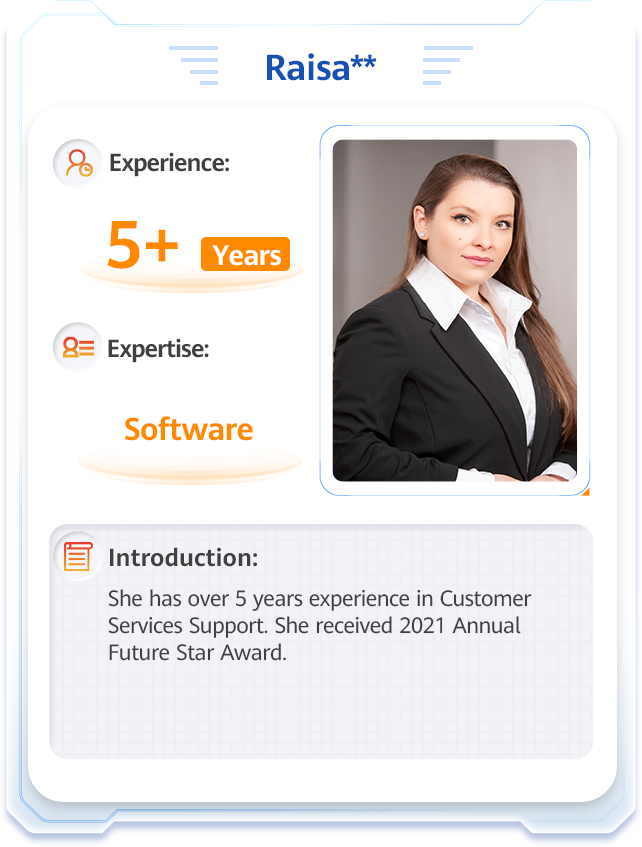 Raisa**
Experience:
5+ Years
Expertise:
Software
Introduction:
She has over 5 years experience in Customer
Services Support. She received 2021 Annual
Future Star Award.